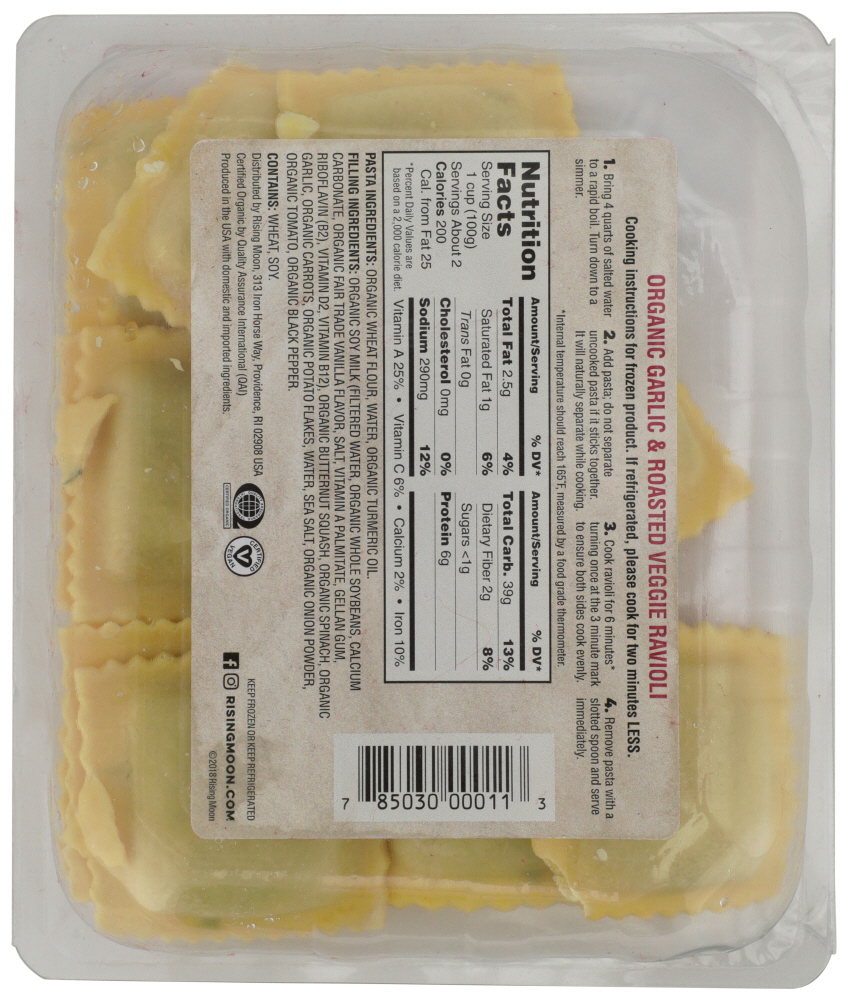 ORGANIC GARLIC & ROASTED VEGGIE RAVIOLI
Cooking instructions for frozen product. If refrigerated, please cook for two minutes LESS.
1. Bring 4 quarts of salted water
to a rapid boil. Turn down to a
simmer.
2. Add pasta; do not separate
uncooked pasta if it sticks together.
It will naturally separate while cooking.
3. Cook ravioli for 6 minutes*
turning once at the 3 minute mark
to ensure both sides cook evenly.
4. Remove pasta with a
slotted spoon and serve
immediately.
*Internal temperature should reach 165°F, measured by a food grade thermometer.
Nutrition
Facts
Serving Size
1 cup (100g)
Servings About 2
Calories 200
Cal. from Fat 25
*Percent Daily Values are
based on a 2,000 calorie diet.
Amount/Serving % DV*
Total Fat 2.5g 4%
Saturated Fat 1g 6%
Trans Fat 0g
Cholesterol 0mg 0%
Sodium 290mg 12%
Amount/Serving % DV*
Total Carb. 39g 13%
Dietary Fiber 2g 8%
Sugars <1g
Protein 6g
Vitamin A 25% • Vitamin C 6% • Calcium 2% • Iron 10%
PASTA INGREDIENTS: ORGANIC WHEAT FLOUR, WATER, ORGANIC TURMERIC OIL.
FILLING INGREDIENTS: ORGANIC SOY MILK (FILTERED WATER, ORGANIC WHOLE SOYBEANS, CALCIUM
CARBONATE, ORGANIC FAIR TRADE VANILLA FLAVOR, SALT, VITAMIN A PALMITATE, GELLAN GUM,
RIBOFLAVIN (B2), VITAMIN D2, VITAMIN B12), ORGANIC BUTTERNUT SQUASH, ORGANIC SPINACH, ORGANIC
GARLIC, ORGANIC CARROTS, ORGANIC POTATO FLAKES, WATER, SEA SALT, ORGANIC ONION POWDER,
ORGANIC TOMATO, ORGANIC BLACK PEPPER.
CONTAINS: WHEAT, SOY.
Distributed by Rising Moon, 313 Iron Horse Way, Providence, RI 02908 USA
Certified Organic by Quality Assurance International (QAI)
Produced in the USA with domestic and imported ingredients.
CERTIFIED ORGANIC
CERTIFIED
VEGAN
7 85030 00011 3
KEEP FROZEN OR KEEP REFRIGERATED
RISINGMOON.COM
©2018 Rising Moon